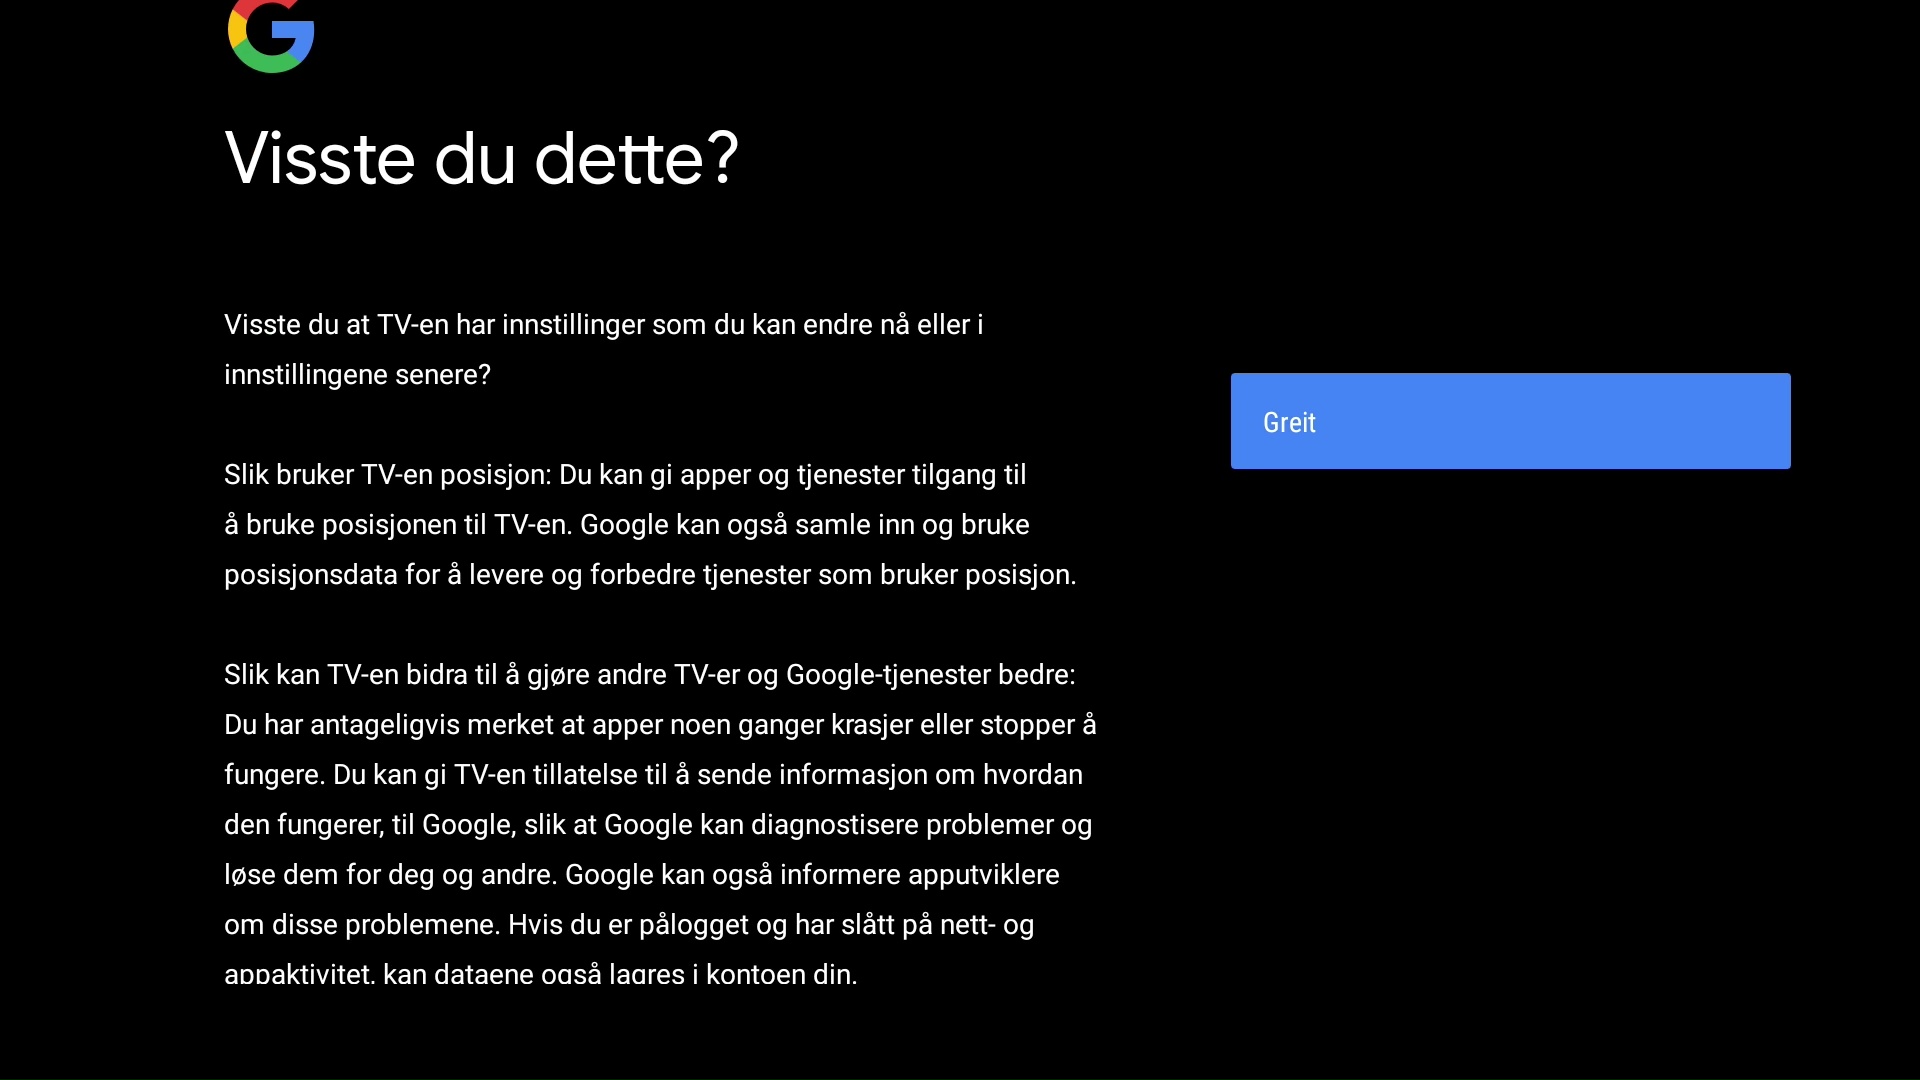 Visste du dette?
Visste du at TV-en har innstillinger som du kan endre nå eller i
innstillingene senere?
Slik bruker TV-en posisjon: Du kan gi apper og tjenester tilgang til
å bruke posisjonen til TV-en. Google kan også samle inn og bruke
posisjonsdata for å levere og forbedre tjenester som bruker posisjon.
Slik kan TV-en bidra til å gjøre andre TV-er og Google-tjenester bedre:
Du har antageligvis merket at apper noen ganger krasjer eller stopper å
fungere. Du kan gi TV-en tillatelse til å sende informasjon om hvordan
den fungerer, til Google, slik at Google kan diagnostisere problemer og
løse dem for deg og andre. Google kan også informere apputviklere
om disse problemene. Hvis du er pålogget og har slått på nett- og
appaktivitet, kan dataene også lagres i kontoen din.
Greit